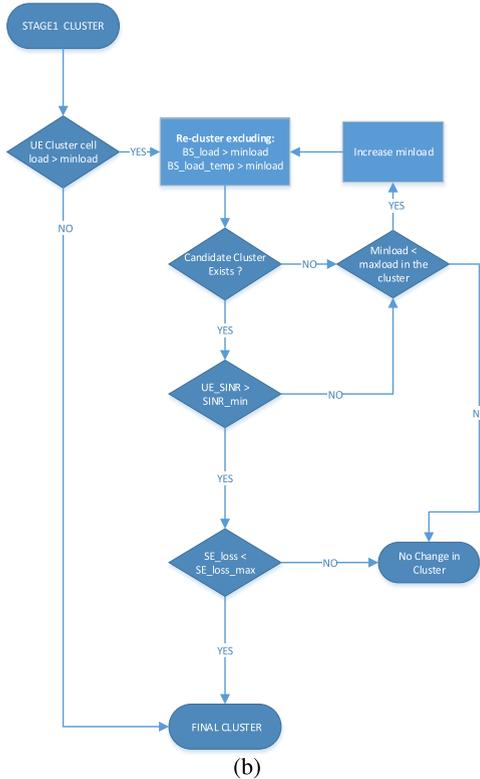 STAGE1 CLUSTER
UE Cluster cell
load > minload
YES
Re-cluster excluding:
BS_load > minload
BS_load_temp > minload
Increase minload
YES
NO
Candidate Cluster
Exists ?
NO
Minload <
maxload in the
cluster
YES
UE_SINR >
SINR_min
NO
N
YES
SE_loss <
SE_loss_max
NO
No Change in
Cluster
YES
FINAL CLUSTER
(b)